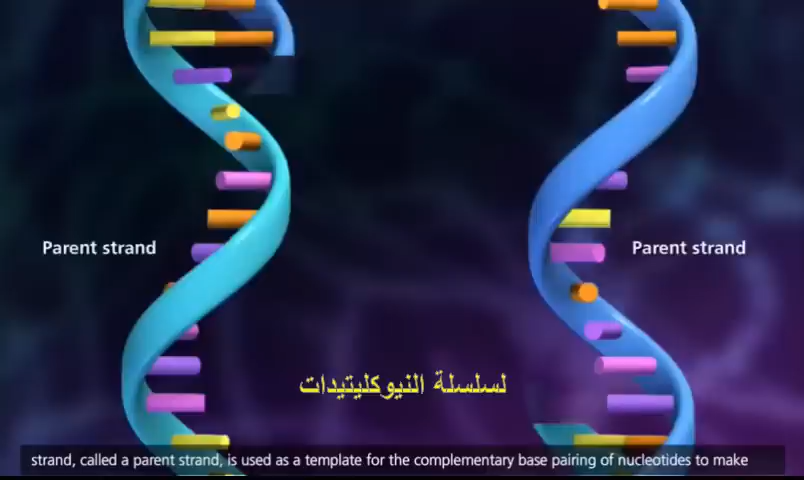 Parent strand
Parent strand
لسلسلة النيوكليتيدات
strand, called a parent strand, is used as a template for the complementary base pairing of nucleotides to make